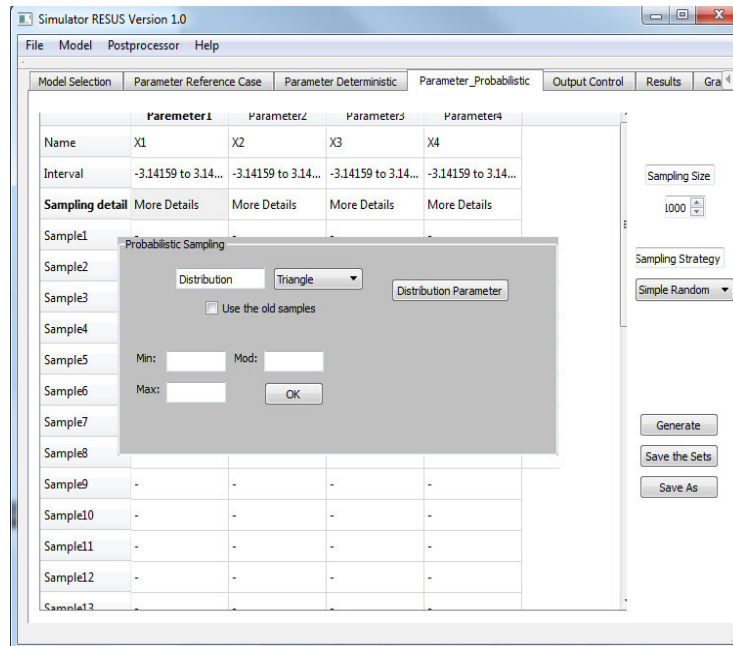 Simulator RESUS Version 1.0
File Model Postprocessor Help
Model Selection Parameter Reference Case Parameter Deterministic Parameter_Probabilistic Output Control Results Gra
Paremeter1 Parameter2 Parameter3 Parameter4
Name X1 X2 X3 X4
Interval -3.14159 to 3.14... -3.14159 to 3.14... -3.14159 to 3.14... -3.14159 to 3.14...
Sampling detail More Details More Details More Details More Details
Sample1 - - - -
Sample2
Sample3
Sample4
Sample5
Sample6
Sample7
Sample8
Sample9 - - - -
Sample10 - - - -
Sample11 - - - -
Sample12 - - - -
Sample13 - - - -
Probabilistic Sampling
Distribution Triangle
Distribution Parameter
Use the old samples
Min: Mod:
Max: OK
Sampling Size
1000
Sampling Strategy
Simple Random
Generate
Save the Sets
Save As